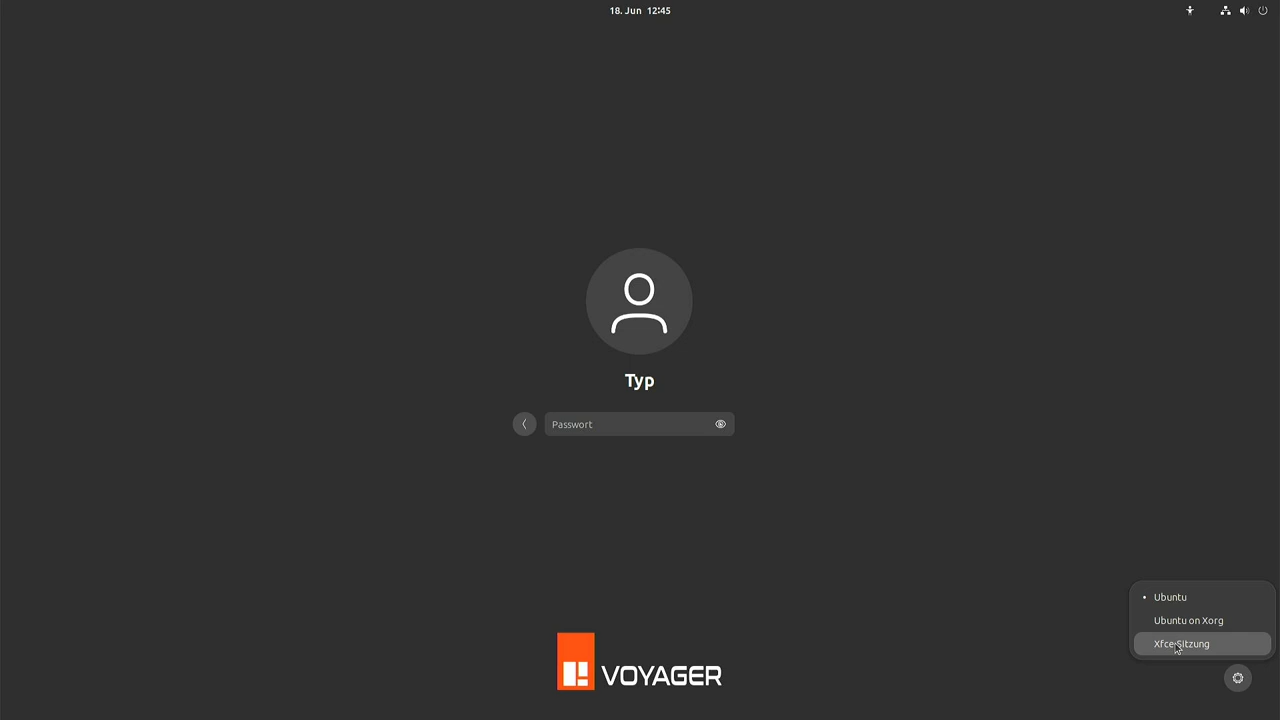 18. Jun 12:45
Typ
Passwort
Ubuntu
Ubuntu on Xorg
Xfce-Sitzung
VOYAGER